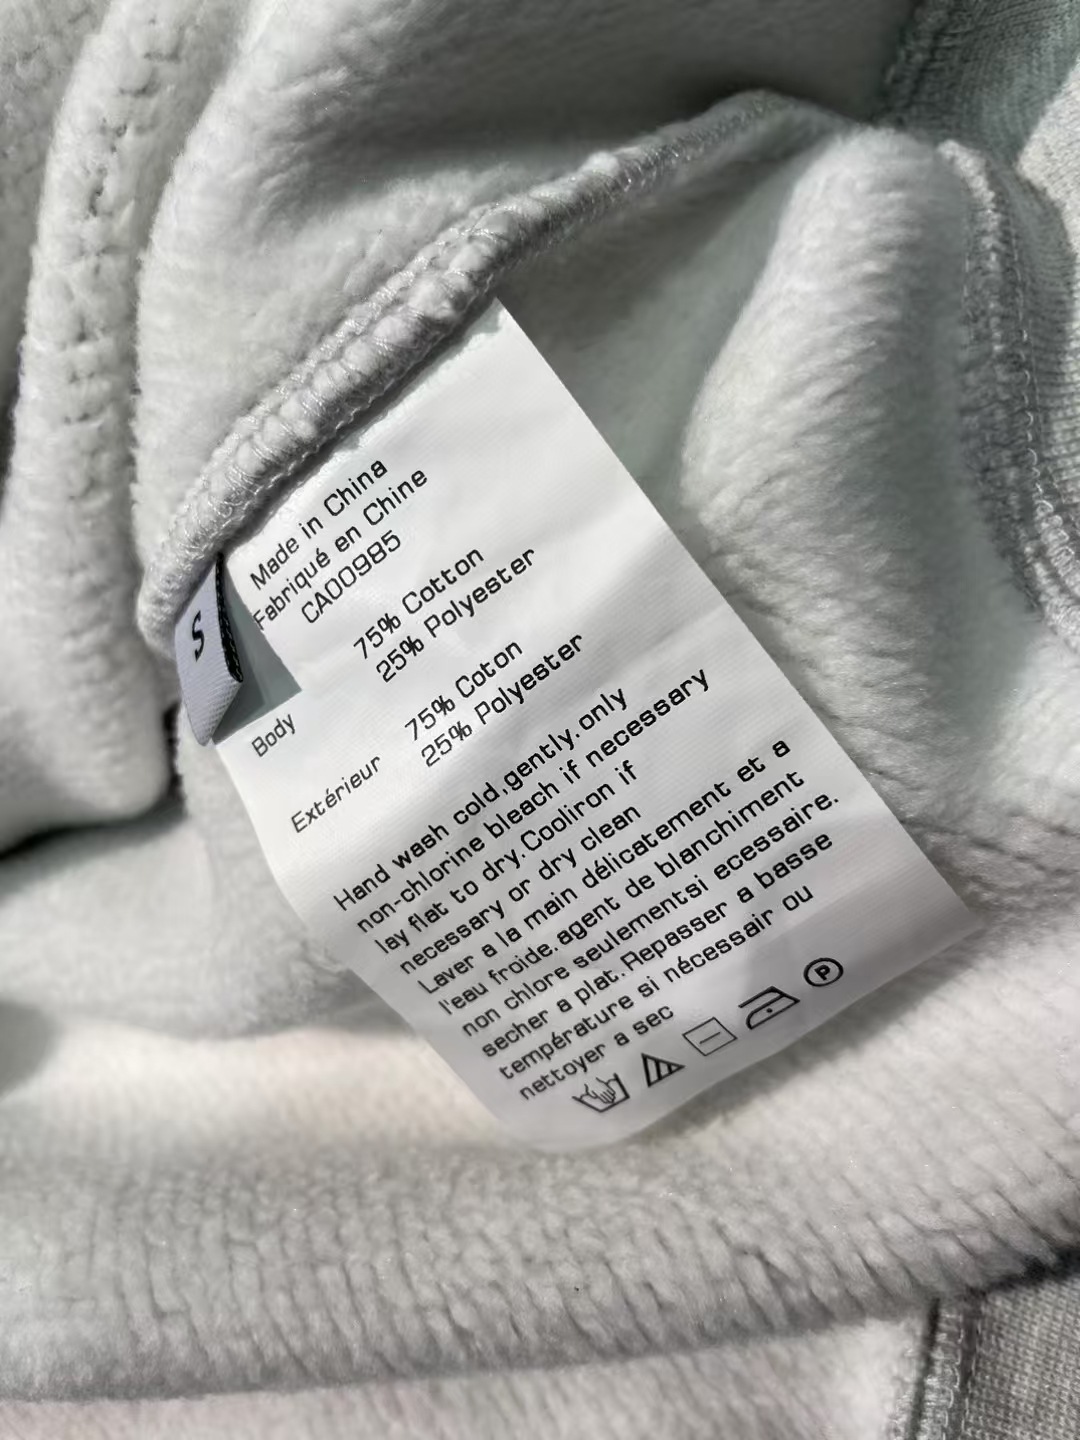 Made in China
Fabriqué en Chine
CA00985
75% Cotton
25% Polyester
Body
75% Coton
25% Polyester
Extérieur
Hand wash cold,gently.only
non-chlorine bleach if necessary
lay flat to dry.Cooliron if
necessary or dry clean
Laver a la main délicatement et a
l'eau froide.agent de blanchiment
non chlore seulementsi ecessaire.
secher a plat.Repasser a basse
température si nécessair ou
nettoyer a sec
P
S